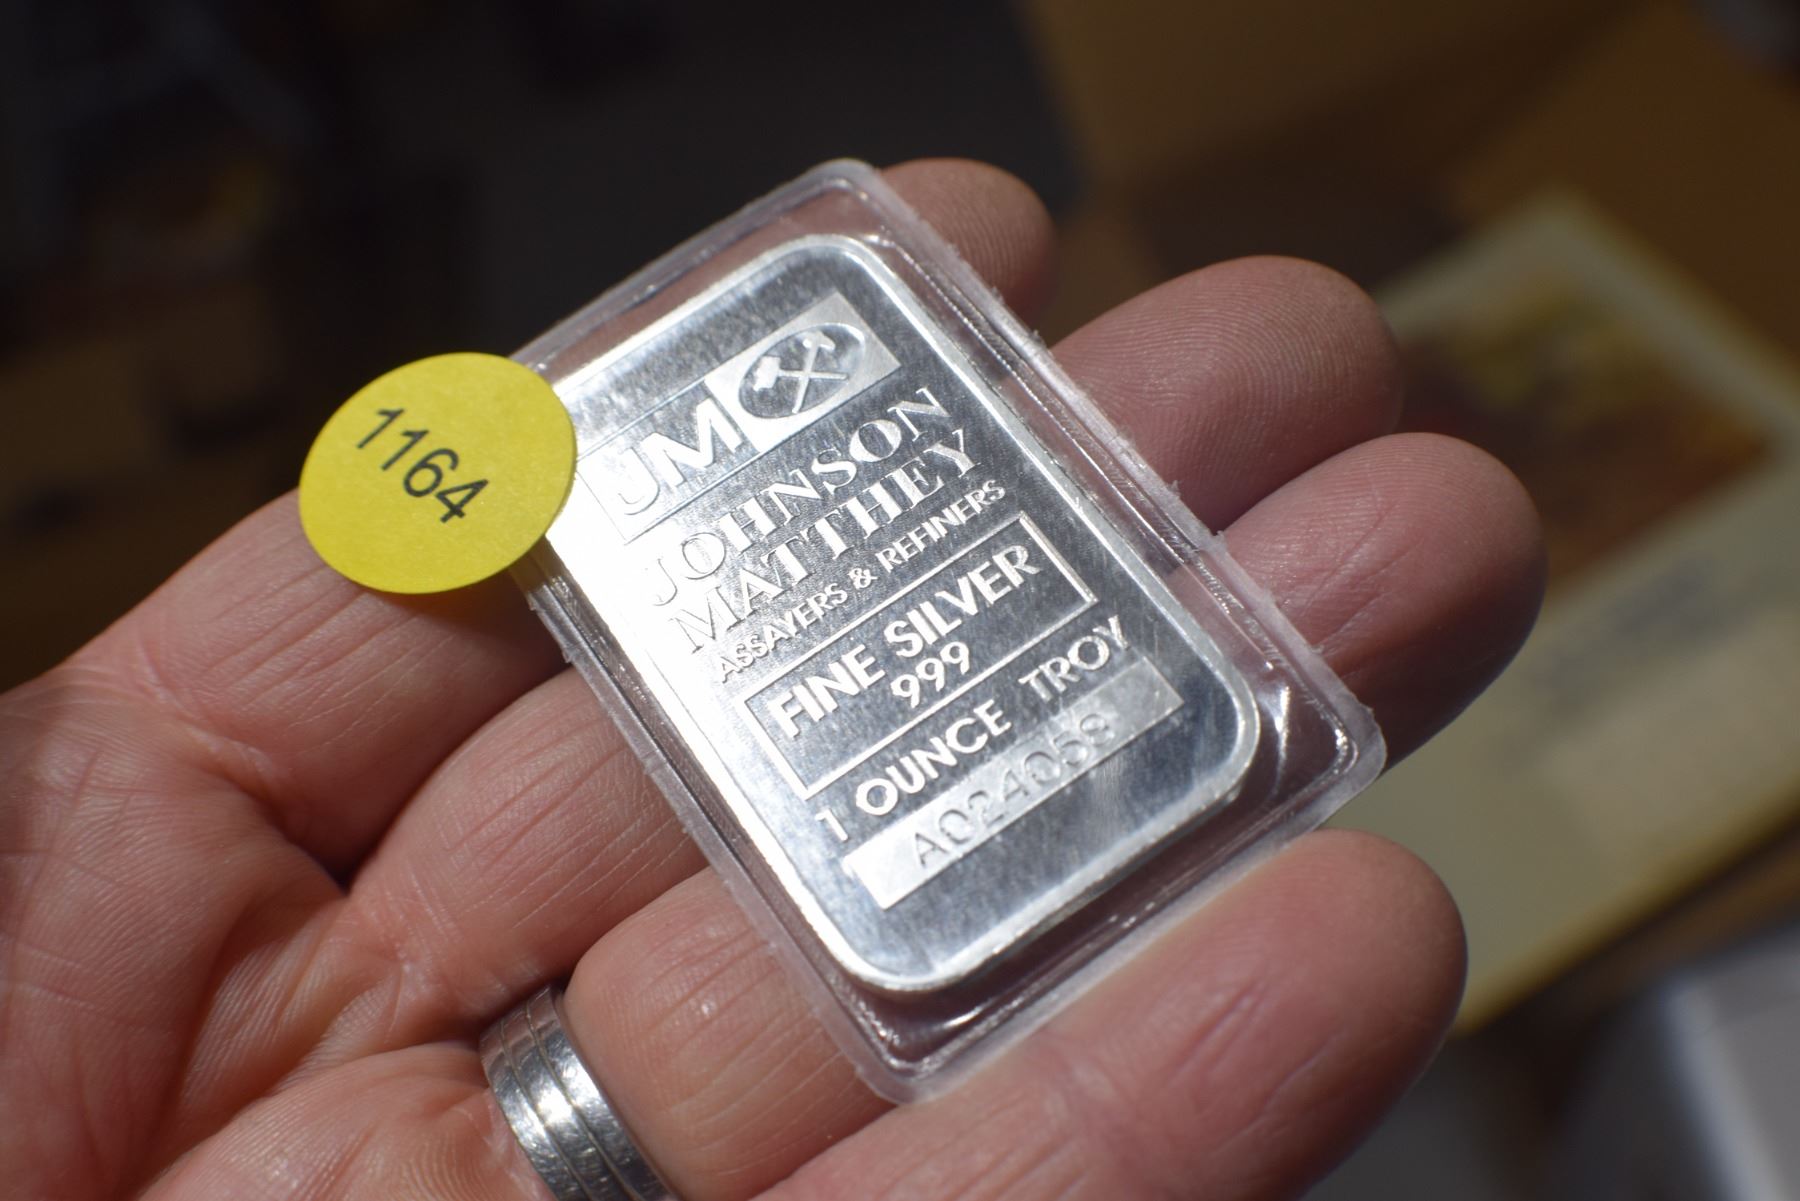 1164
JM
JOHNSON
MATTHEY
ASSAYERS & REFINERS
FINE SILVER
999
1 OUNCE TROY
A024058